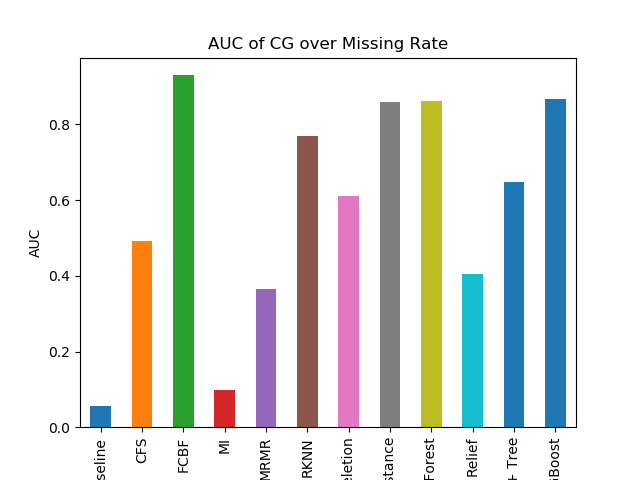 AUC of CG over Missing Rate
AUC
0.8
0.6
0.4
0.2
0.0
seline
CFS
FCBF
MI
MRMR
RKNN
eletion
stance
Forest
Relief
+ Tree
Boost